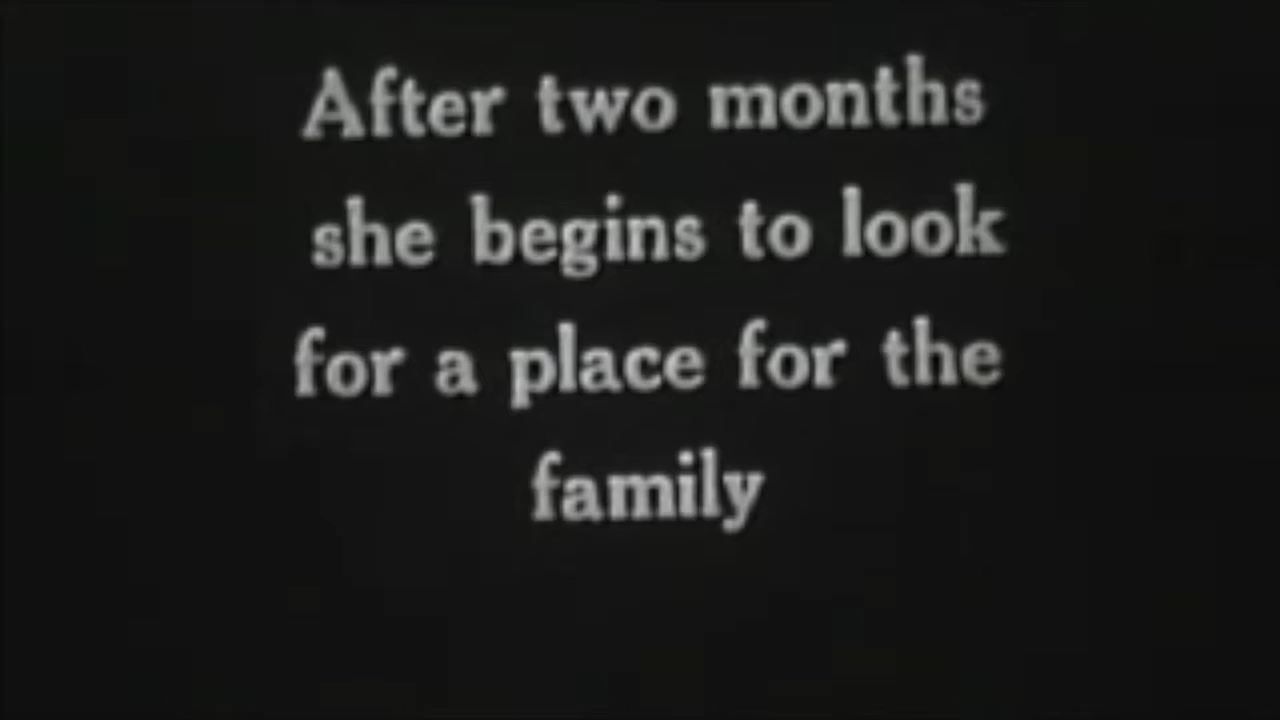 After two months
she begins to look
for a place for the
family